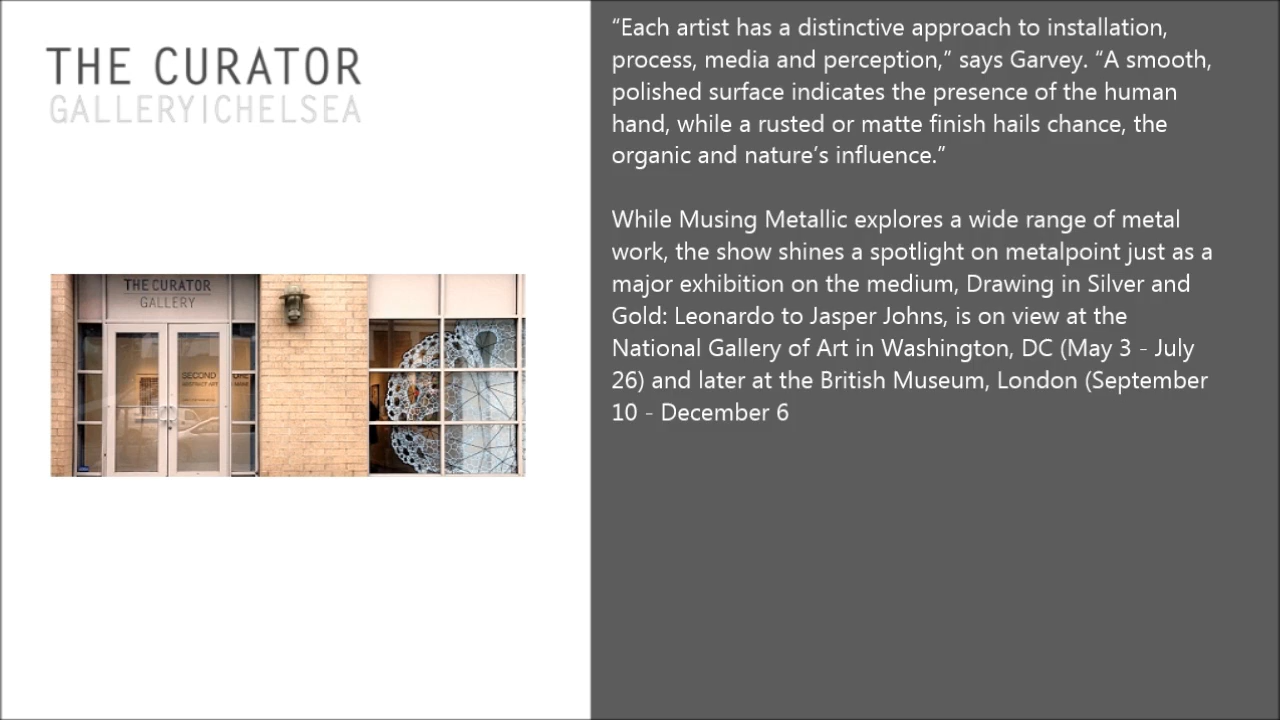 THE CURATOR
GALLERY|CHELSEA
THE CURATOR
GALLERY
SECOND
ABSTRACT ART
“Each artist has a distinctive approach to installation,
process, media and perception,” says Garvey. “A smooth,
polished surface indicates the presence of the human
hand, while a rusted or matte finish hails chance, the
organic and nature’s influence.”
While Musing Metallic explores a wide range of metal
work, the show shines a spotlight on metalpoint just as a
major exhibition on the medium, Drawing in Silver and
Gold: Leonardo to Jasper Johns, is on view at the
National Gallery of Art in Washington, DC (May 3 - July
26) and later at the British Museum, London (September
10 - December 6